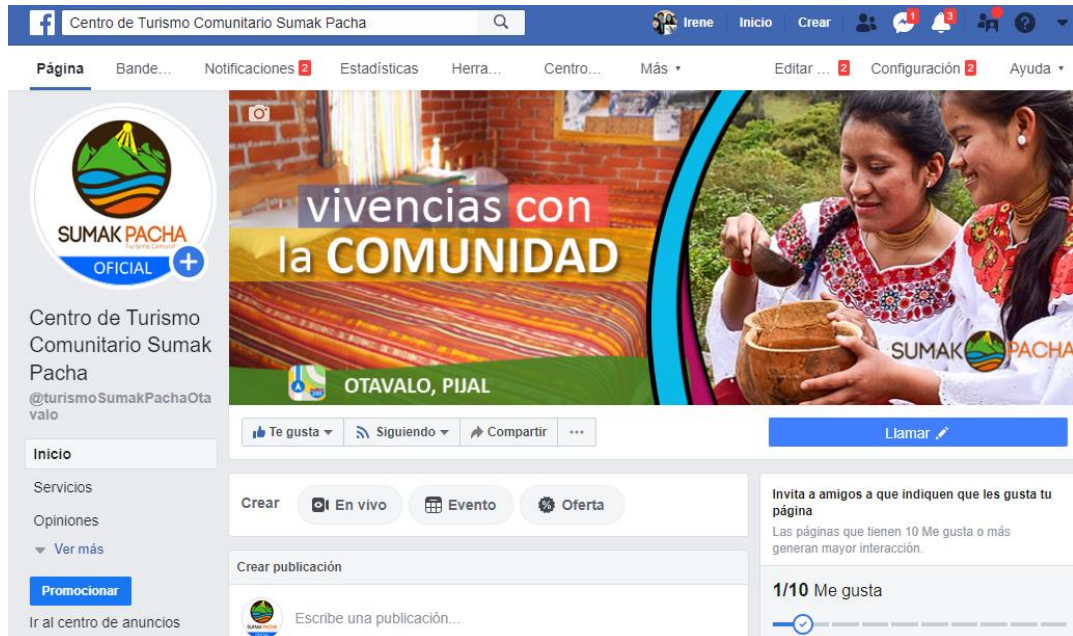 Centro de Turismo Comunitario Sumak Pacha
Irene Inicio Crear 1 3
Página Bande... Notificaciones 2 Estadísticas Herra... Centro... Más Editar ... 2 Configuración 2 Ayuda
SUMAK PACHA
OFICIAL
vivencias con
la COMUNIDAD
OTAVALO, PIJAL
SUMAK PACHA
Centro de Turismo
Comunitario Sumak
Pacha
@turismoSumakPachaOta
valo
Inicio
Servicios
Opiniones
Ver más
Promocionar
Ir al centro de anuncios
Te gusta Siguiendo Compartir ...
Llamar
Crear En vivo Evento Oferta
Crear publicación
Escribe una publicación...
Invita a amigos a que indiquen que les gusta tu
página
Las páginas que tienen 10 Me gusta o más
generan mayor interacción.
1/10 Me gusta